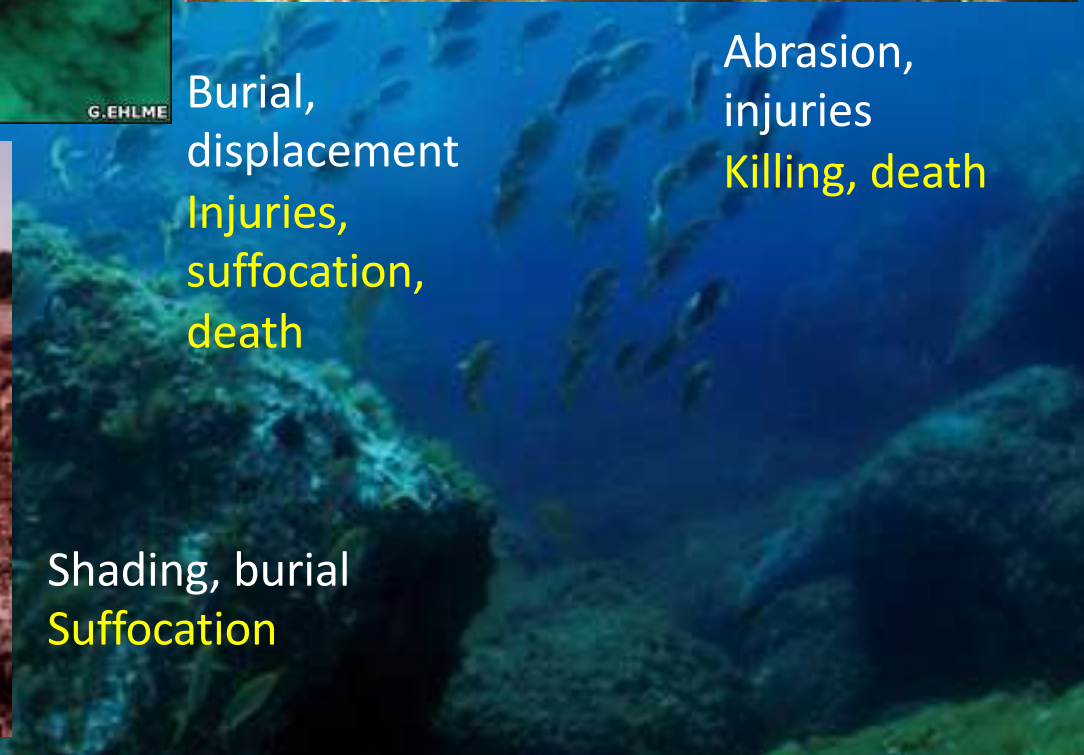 G.EHLME
Burial,
displacement
Injuries,
suffocation,
death
Abrasion,
injuries
Killing, death
Shading, burial
Suffocation